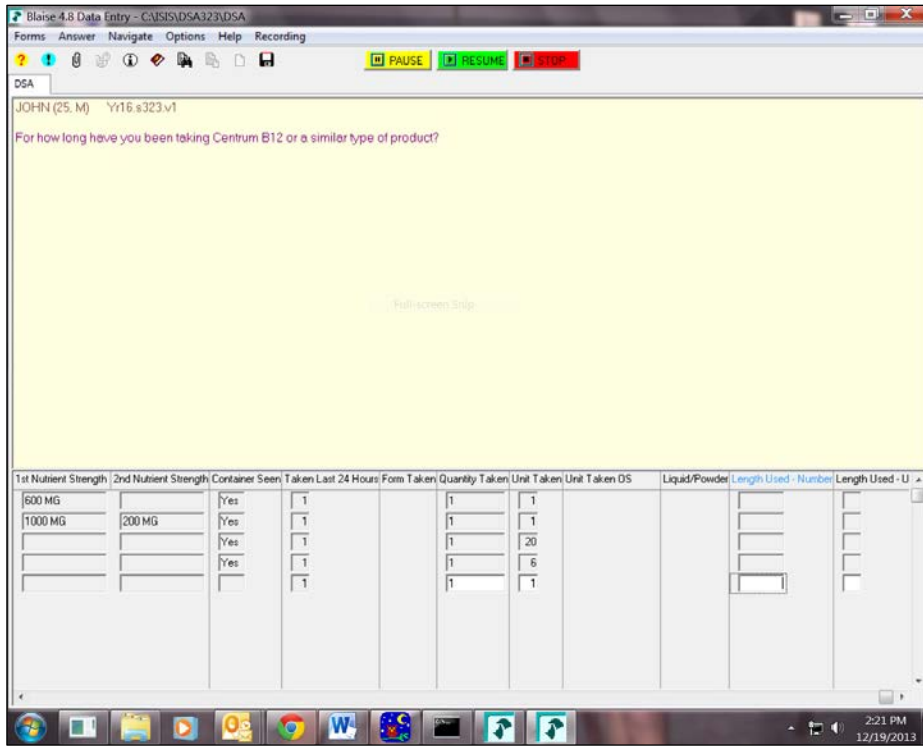 Blaise 4.8 Data Entry - C:\ISIS\DSA323\DSA
Forms Answer Navigate Options Help Recording
PAUSE RESUME STOP
DSA
JOHN (25, M) Yr16.s323.v1
For how long have you been taking Centrum B12 or a similar type of product?
Full-screen Snip
1st Nutrient Strength 2nd Nutrient Strength Container Seen Taken Last 24 Hours Form Taken Quantity Taken Unit Taken Unit Taken OS Liquid/Powder Length Used - Number Length Used - U
600 MG Yes 1 1 1
1000 MG 200 MG Yes 1 1 1
Yes 1 1 20
Yes 1 1 6
1 1 1
2:21 PM
12/19/2013